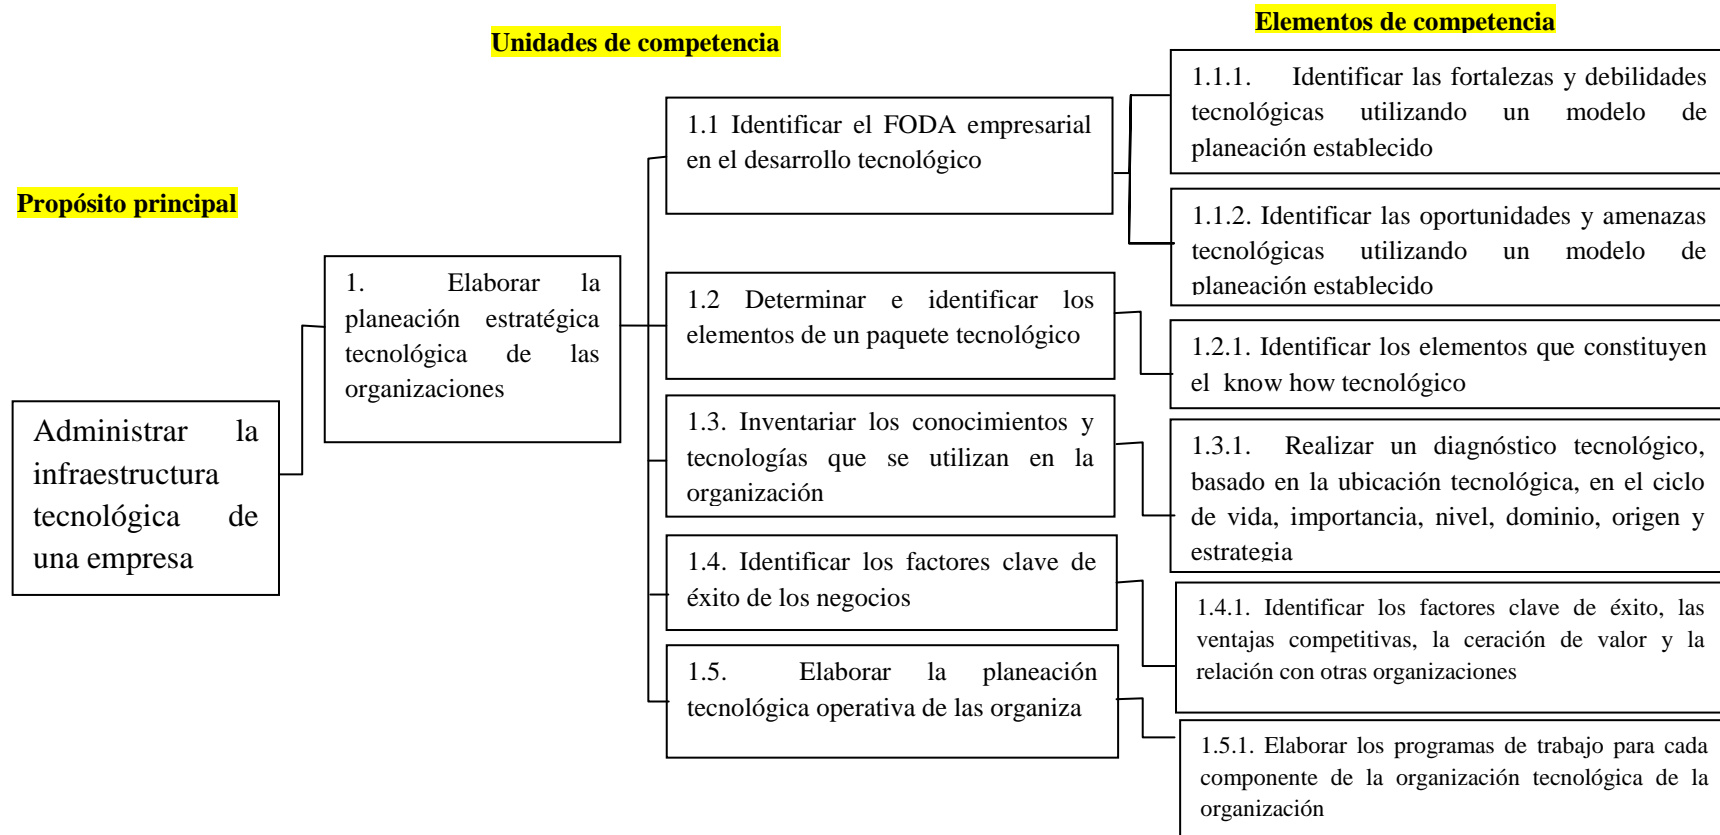 Elementos de competencia
Unidades de competencia
Propósito principal
Administrar la
infraestructura
tecnológica de
una empresa
1. Elaborar la
planeación estratégica
tecnológica de las
organizaciones
1.1 Identificar el FODA empresarial
en el desarrollo tecnológico
1.1.1. Identificar las fortalezas y debilidades
tecnológicas utilizando un modelo de
planeación establecido
1.1.2. Identificar las oportunidades y amenazas
tecnológicas utilizando un modelo de
planeación establecido
1.2 Determinar e identificar los
elementos de un paquete tecnológico
1.2.1. Identificar los elementos que constituyen
el know how tecnológico
1.3. Inventariar los conocimientos y
tecnologías que se utilizan en la
organización
1.3.1. Realizar un diagnóstico tecnológico,
basado en la ubicación tecnológica, en el ciclo
de vida, importancia, nivel, dominio, origen y
estrategia
1.4. Identificar los factores clave de
éxito de los negocios
1.4.1. Identificar los factores clave de éxito, las
ventajas competitivas, la ceración de valor y la
relación con otras organizaciones
1.5. Elaborar la planeación
tecnológica operativa de las organiza
1.5.1. Elaborar los programas de trabajo para cada
componente de la organización tecnológica de la
organización